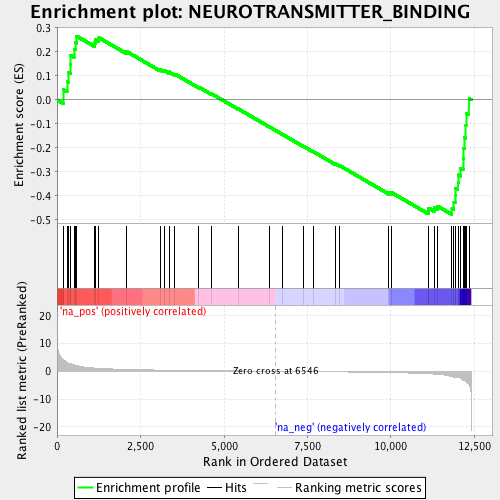 Enrichment plot: NEUROTRANSMITTER_BINDING
Enrichment score (ES)
0.3
0.2
0.1
0.0
-0.1
-0.2
-0.3
-0.4
-0.5
'na_pos' (positively correlated)
Ranked list metric (PreRanked)
20
10
0
-10
-20
Zero cross at 6546
'na_neg' (negatively correlated)
0
2,500
5,000
7,500
10,000
12,500
Rank in Ordered Dataset
Enrichment profile
Hits
Ranking metric scores